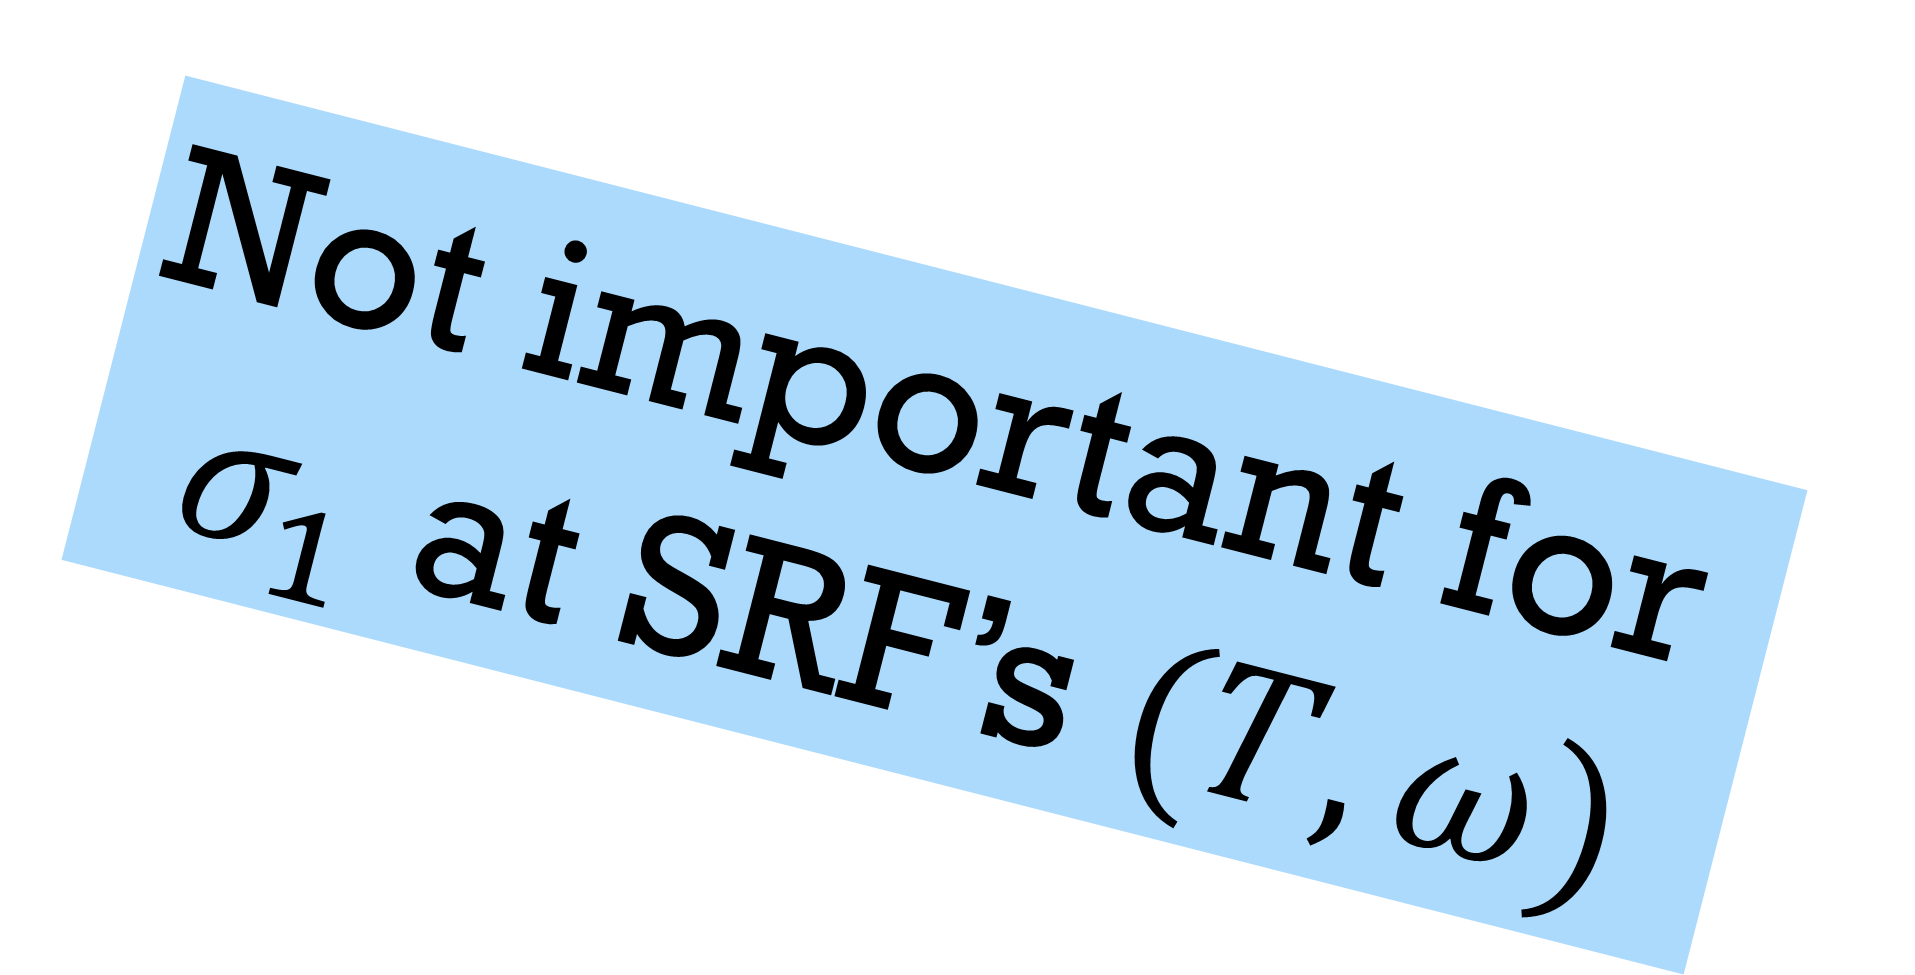 Not important for
𝜎₁ at SRF’s (𝑇, 𝜔)